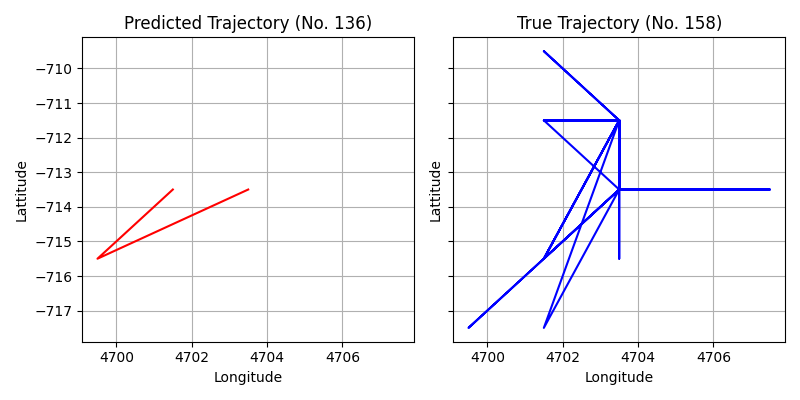 Predicted Trajectory (No. 136)
True Trajectory (No. 158)
−710
−711
−712
−713
−714
−715
−716
−717
Lattitude
Lattitude
4700 4702 4704 4706
4700 4702 4704 4706
Longitude
Longitude